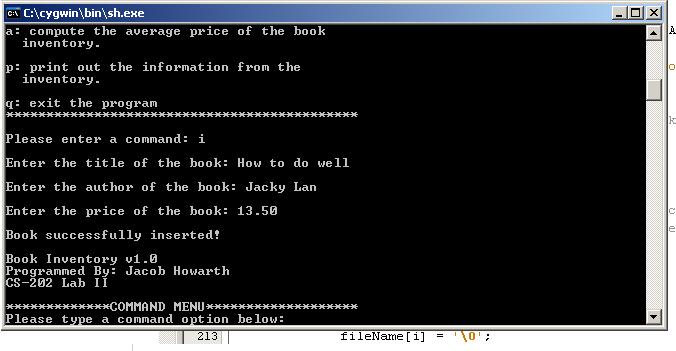 C:\cygwin\bin\sh.exe
a: compute the average price of the book
inventory.
p: print out the information from the
inventory.
q: exit the program
*******************************************
Please enter a command: i
Enter the title of the book: How to do well
Enter the author of the book: Jacky Lan
Enter the price of the book: 13.50
Book successfully inserted!
Book Inventory v1.0
Programmed By: Jacob Howarth
CS-202 Lab II
*************COMMAND MENU*******************
Please type a command option below:
213 fileName[i] = '\0';
A
o
k
c
e